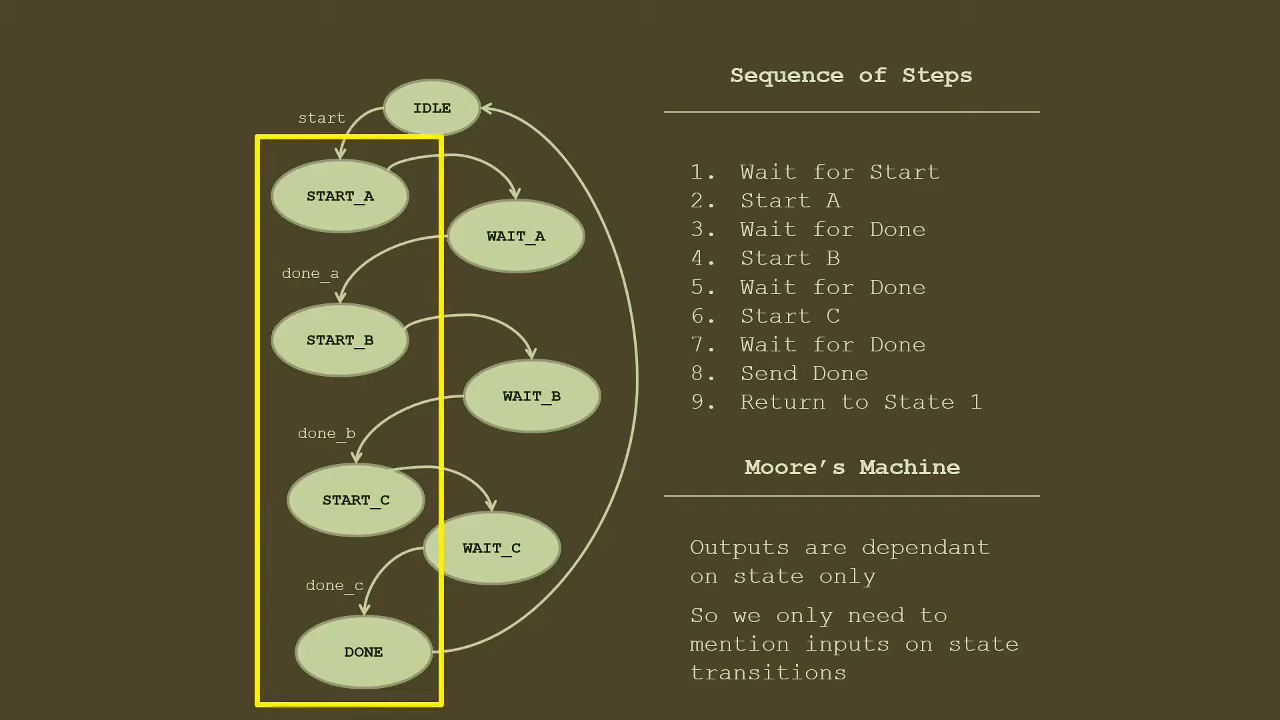 IDLE
start
START_A
WAIT_A
done_a
START_B
WAIT_B
done_b
START_C
WAIT_C
done_c
DONE
Sequence of Steps
1. Wait for Start
2. Start A
3. Wait for Done
4. Start B
5. Wait for Done
6. Start C
7. Wait for Done
8. Send Done
9. Return to State 1
Moore’s Machine
Outputs are dependant
on state only
So we only need to
mention inputs on state
transitions